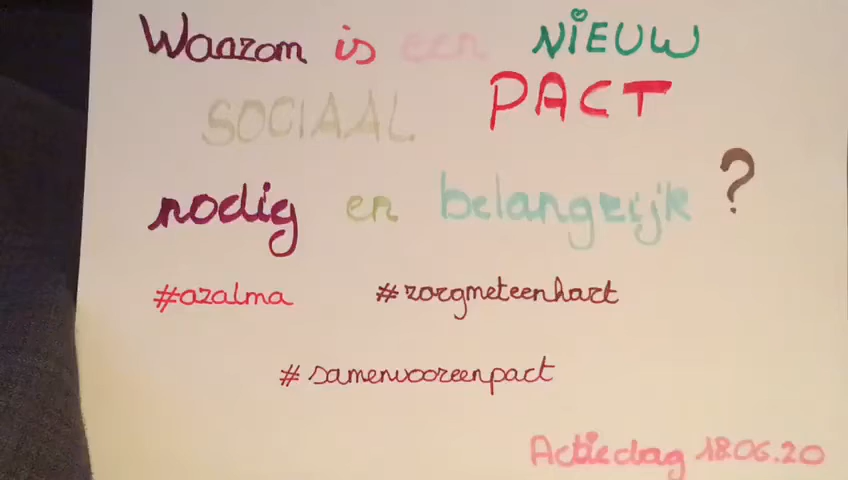 Waarom is een NIEUW
SOCIAAL PACT
nodig en belangrijk ?
#azalma #zorgmeteenhart
#samenvooreenpact
Actiedag 18.06.20